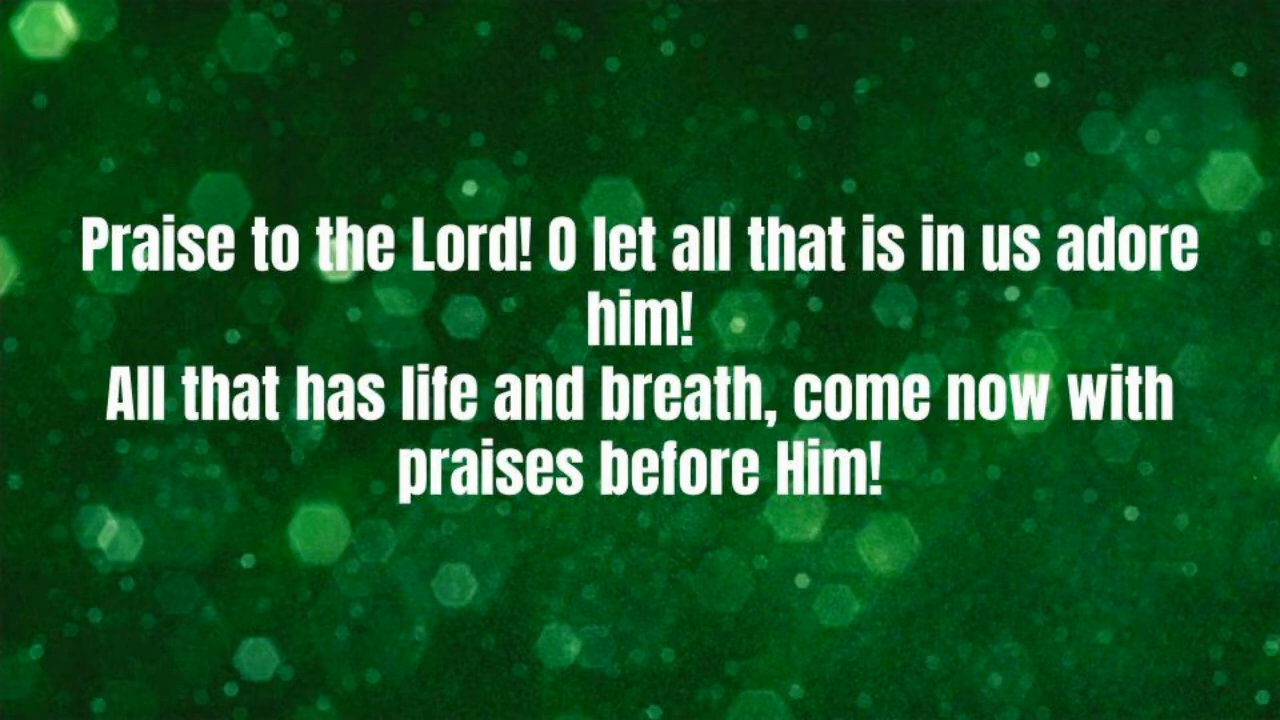 Praise to the Lord! O let all that is in us adore
him!
All that has life and breath, come now with
praises before Him!